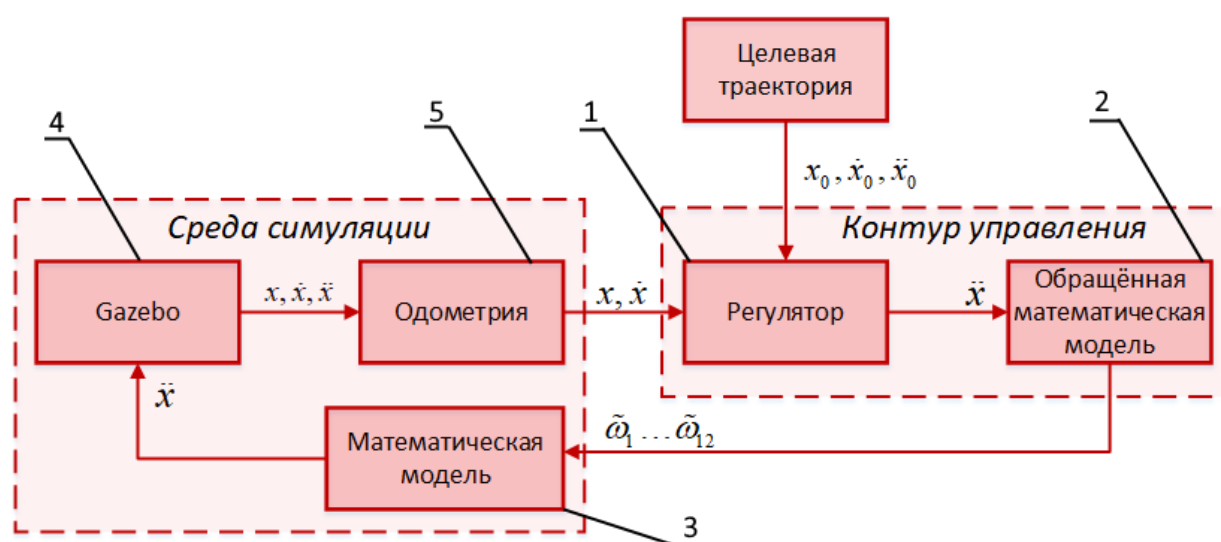 Целевая
траектория
4
5
1
2
x₀, ẋ₀, ẍ₀
Среда симуляции
Контур управления
Gazebo
x, ẋ, ẍ
Одометрия
x, ẋ
Регулятор
ẍ
Обращённая
математическая
модель
ẍ
Математическая
модель
ω̃₁...ω̃₁₂
3